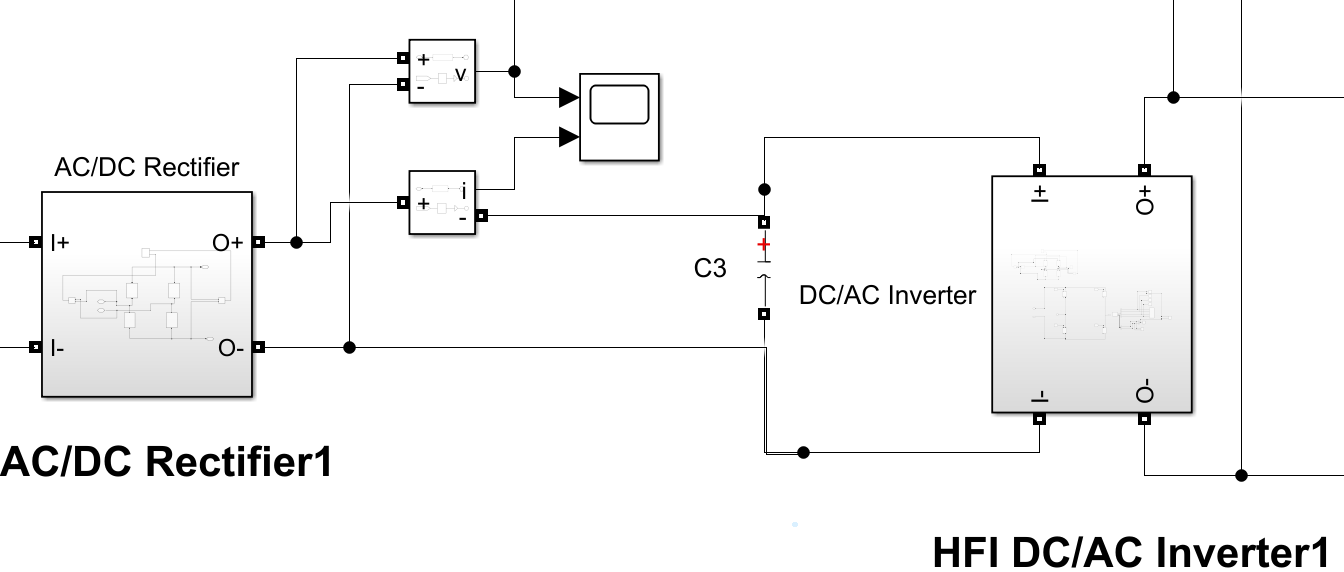 +
v
-
AC/DC Rectifier
i
+
-
I+
O+
I-
O-
+
C3
DC/AC Inverter
I+
O+
I-
O-
AC/DC Rectifier1
HFI DC/AC Inverter1